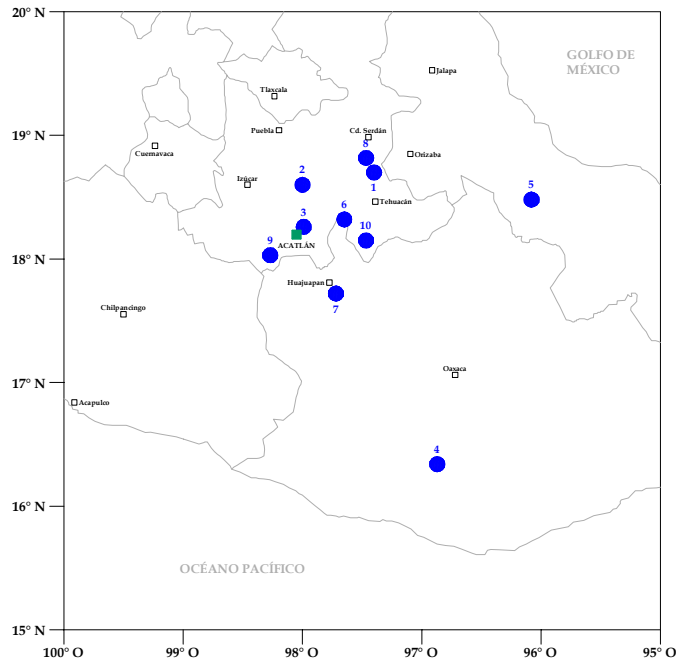 20° N
GOLFO DE
MÉXICO
Jalapa
Tlaxcala
Puebla
Cd. Serdán
19° N
Cuernavaca
8
Orizaba
1
Izúcar
2
5
Tehuacán
6
3
10
ACATLÁN
9
18° N
Huajuapan
7
Chilpancingo
Oaxaca
17° N
Acapulco
4
16° N
OCÉANO PACÍFICO
15° N
100° O
99° O
98° O
97° O
96° O
95° O